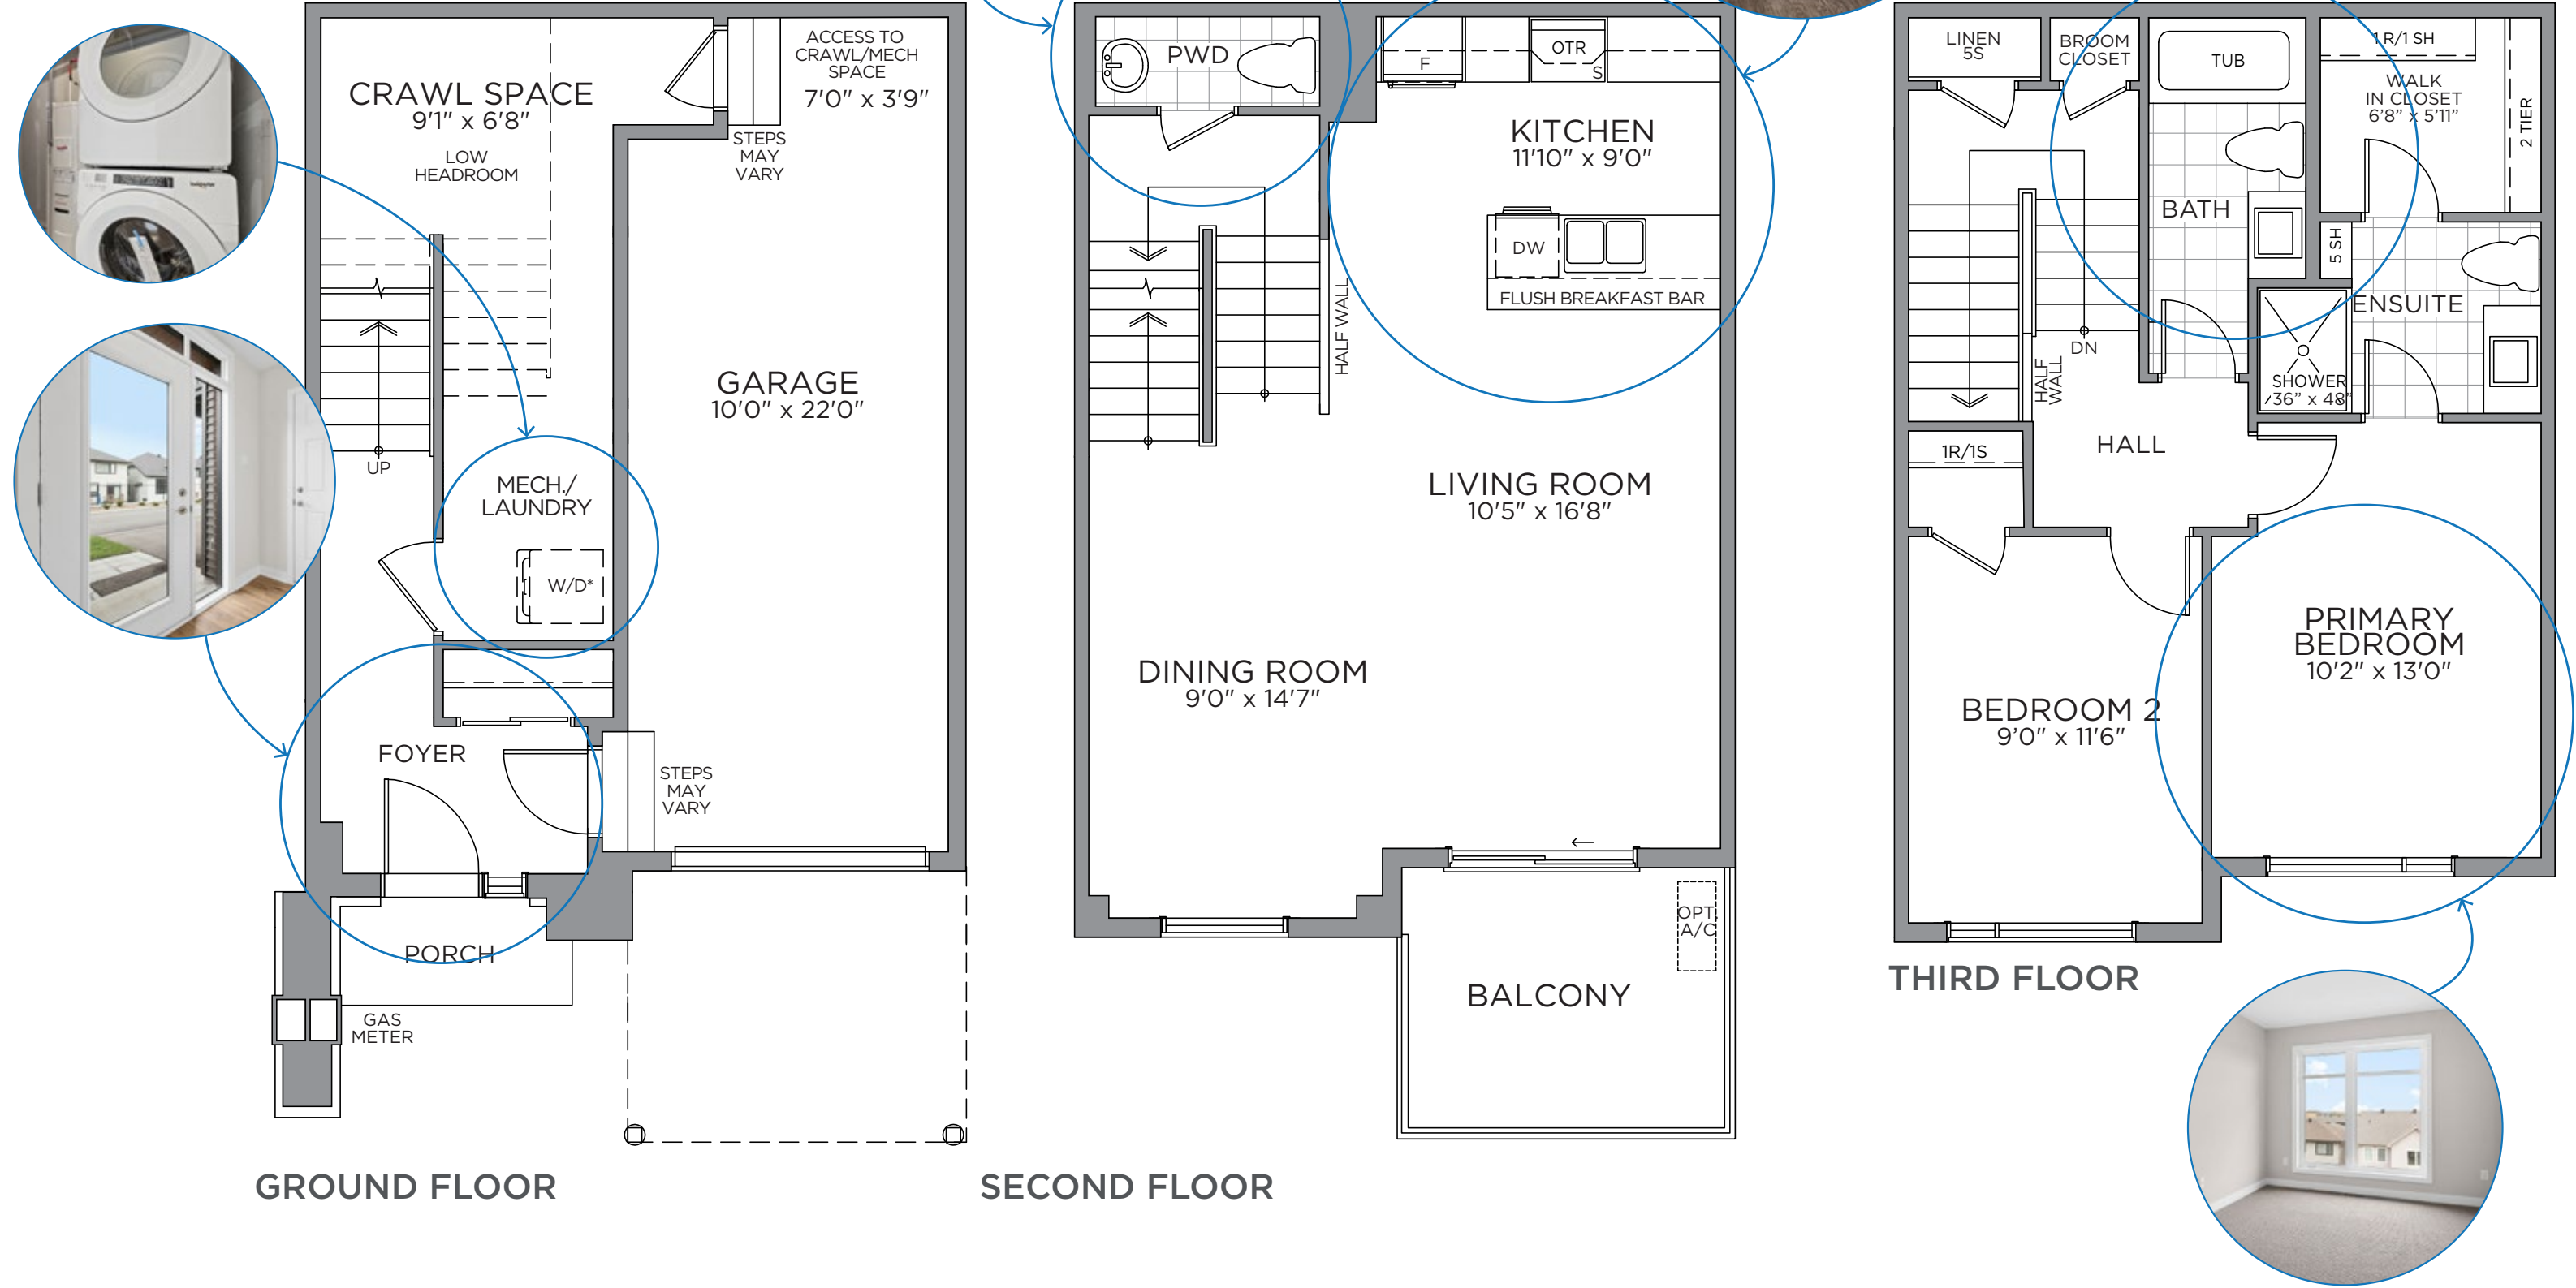 CRAWL SPACE
9'1" x 6'8"
LOW
HEADROOM
ACCESS TO
CRAWL/MECH
SPACE
7'0" x 3'9"
STEPS
MAY
VARY
GARAGE
10'0" x 22'0"
UP
MECH./
LAUNDRY
W/D*
FOYER
STEPS
MAY
VARY
PORCH
GAS
METER
GROUND FLOOR
PWD
F
OTR
S
KITCHEN
11'10" x 9'0"
DW
FLUSH BREAKFAST BAR
HALF WALL
LIVING ROOM
10'5" x 16'8"
DINING ROOM
9'0" x 14'7"
OPT.
A/C
BALCONY
SECOND FLOOR
LINEN
5S
BROOM
CLOSET
TUB
1R/1 SH
WALK
IN CLOSET
6'8" x 5'11"
2 TIER
BATH
5 SH
ENSUITE
DN
HALF
WALL
SHOWER
36" x 48"
HALL
1R/1S
PRIMARY
BEDROOM
10'2" x 13'0"
BEDROOM 2
9'0" x 11'6"
THIRD FLOOR